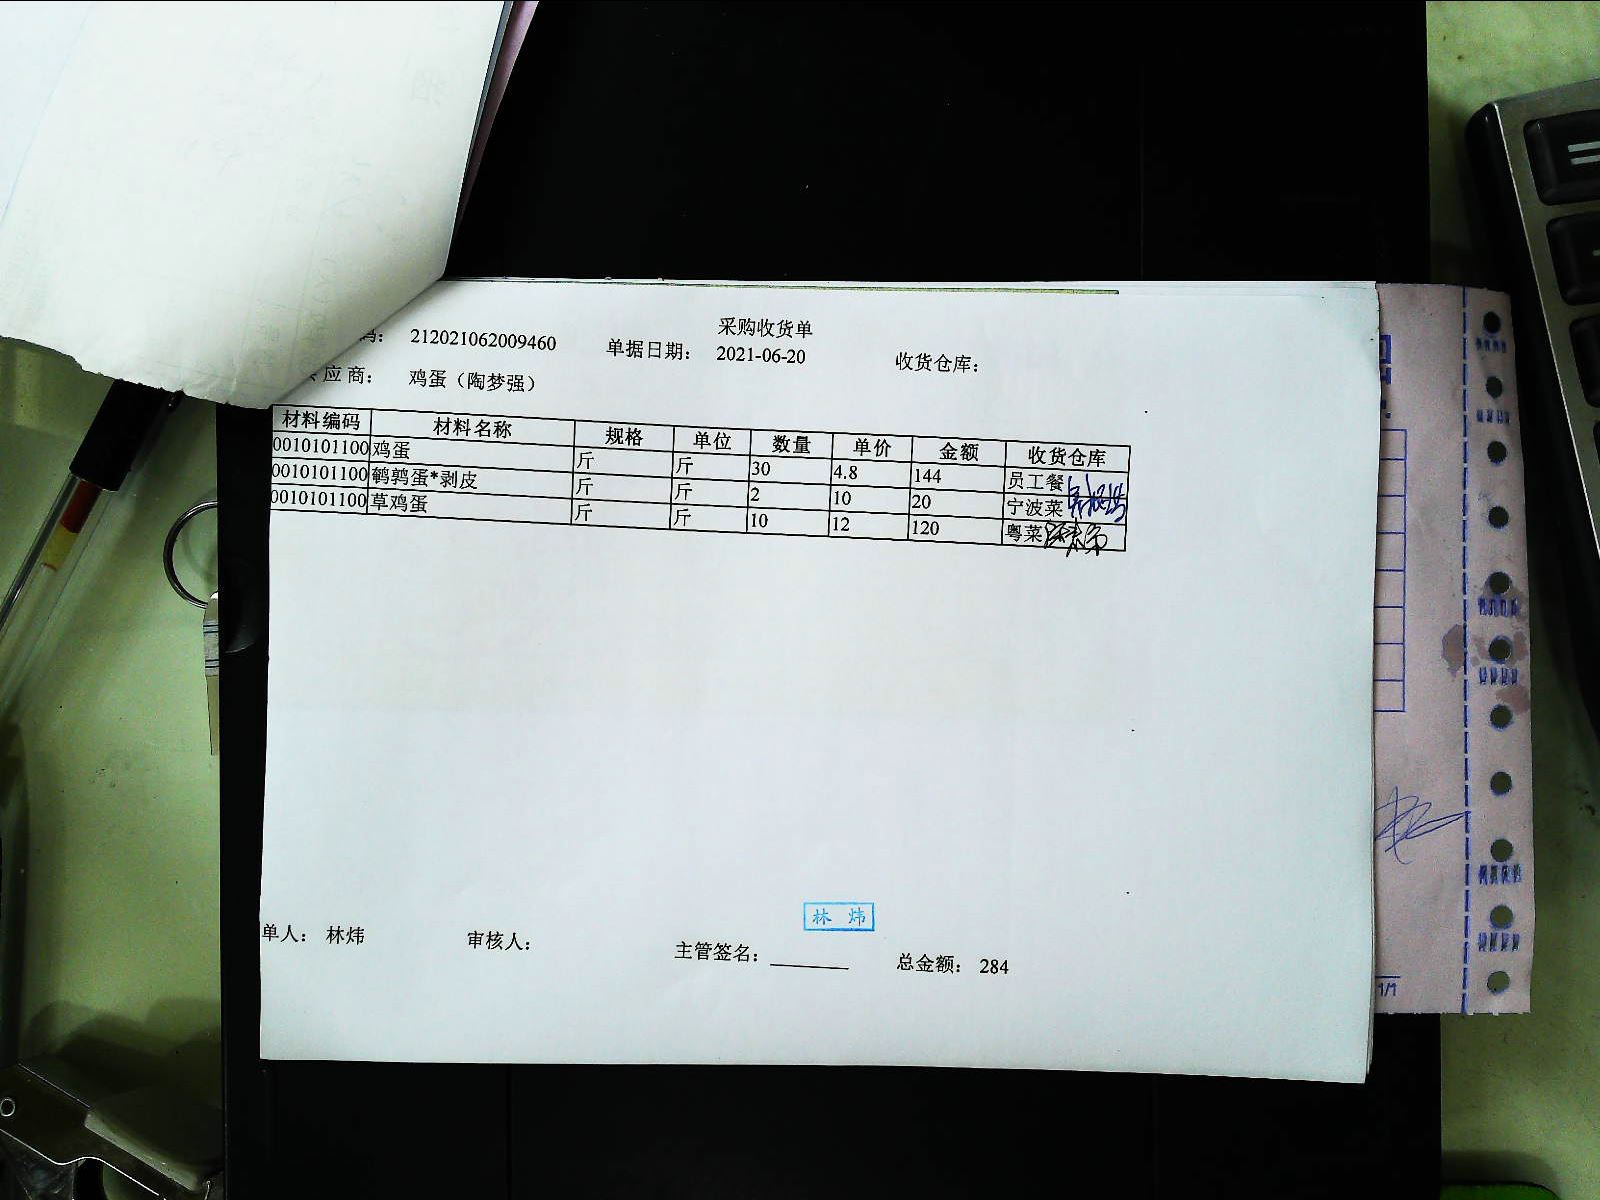 采购收货单
码： 212021062009460 单据日期： 2021-06-20 收货仓库：
应商： 鸡蛋（陶梦强）
材料编码 材料名称 规格 单位 数量 单价 金额 收货仓库
0010101100 鸡蛋 斤 斤 30 4.8 144 员工餐
0010101100 鹌鹑蛋*剥皮 斤 斤 2 10 20 宁波菜
0010101100 草鸡蛋 斤 斤 10 12 120 粤菜
林炜
单人： 林炜 审核人： 主管签名： 总金额： 284
1/1